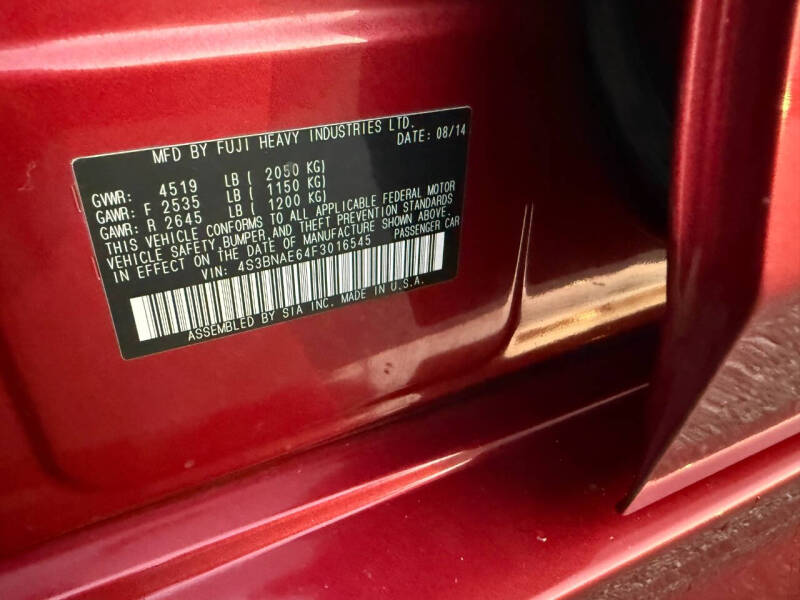 MFD BY FUJI HEAVY INDUSTRIES LTD.
DATE: 08/14
GVWR: 4519 LB ( 2050 KG)
GAWR: F 2535 LB ( 1150 KG)
GAWR: R 2645 LB ( 1200 KG)
THIS VEHICLE CONFORMS TO ALL APPLICABLE FEDERAL MOTOR
VEHICLE SAFETY, BUMPER, AND THEFT PREVENTION STANDARDS
IN EFFECT ON THE DATE OF MANUFACTURE SHOWN ABOVE.
VIN: 4S3BNAE64F3016545 PASSENGER CAR
ASSEMBLED BY SIA INC. MADE IN U.S.A.